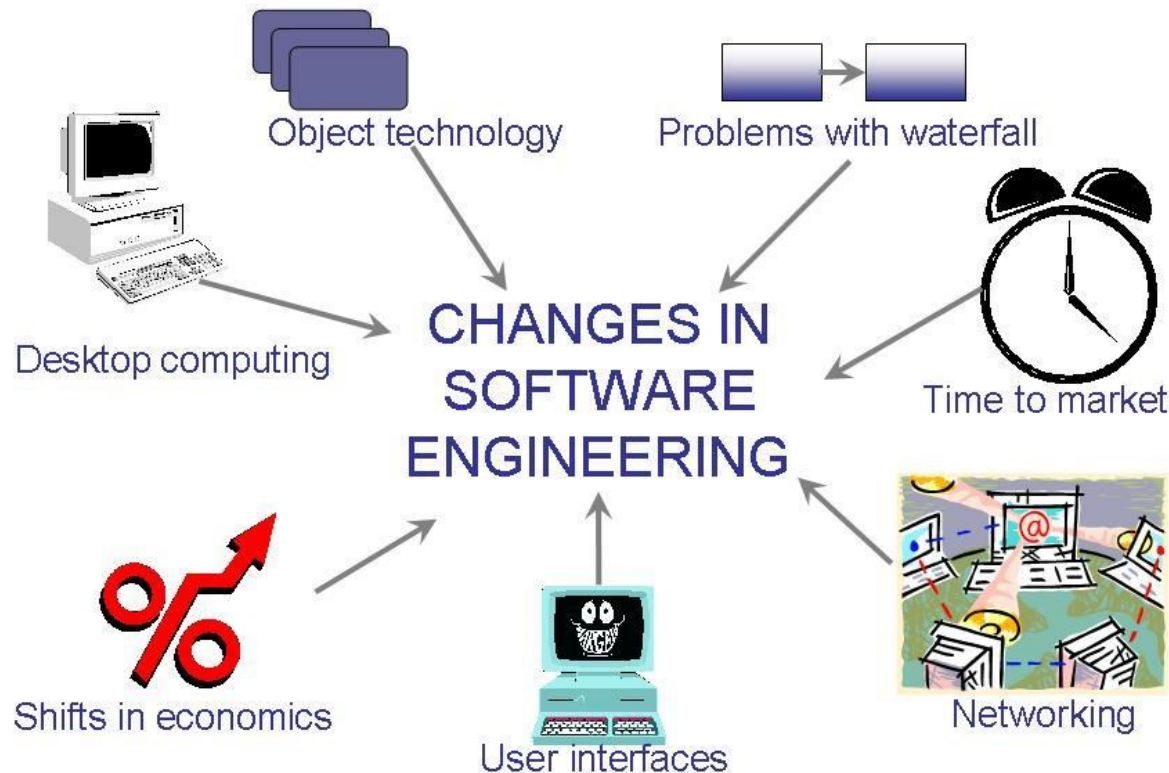 Object technology
Problems with waterfall
Desktop computing
CHANGES IN
SOFTWARE
ENGINEERING
Time to market
Shifts in economics
User interfaces
@
Networking